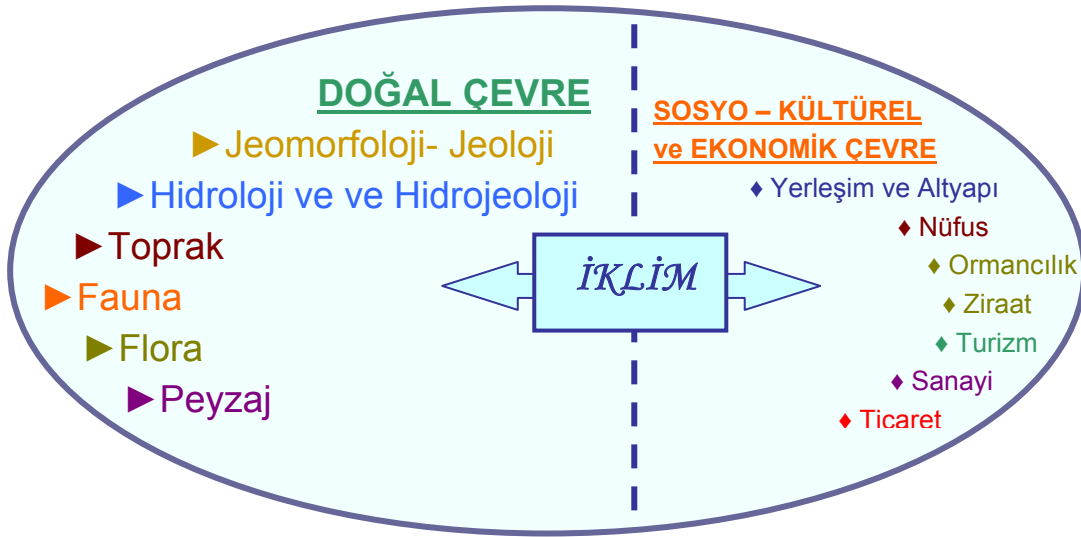 DOĞAL ÇEVRE
►Jeomorfoloji- Jeoloji
►Hidroloji ve ve Hidrojeoloji
►Toprak
►Fauna
►Flora
►Peyzaj
İKLİM
SOSYO – KÜLTÜREL
ve EKONOMİK ÇEVRE
♦ Yerleşim ve Altyapı
♦ Nüfus
♦ Ormancılık
♦ Ziraat
♦ Turizm
♦ Sanayi
♦ Ticaret